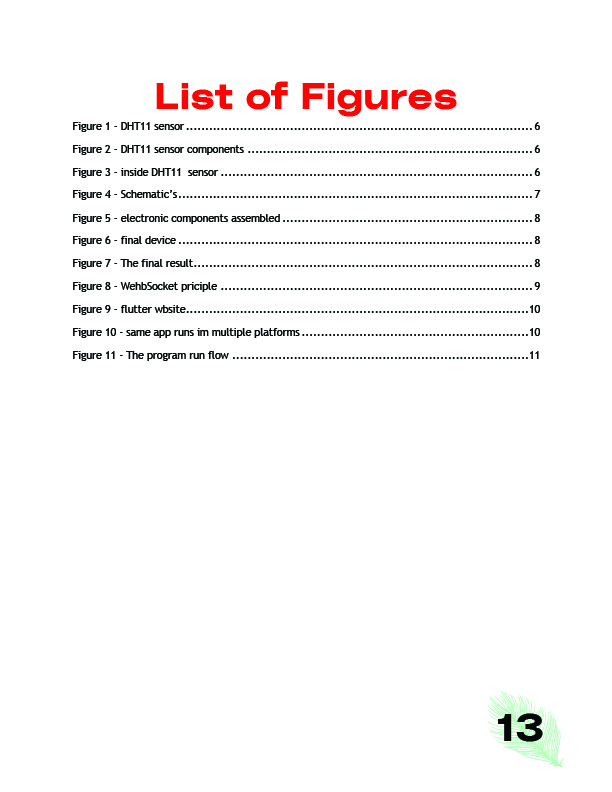 List of Figures
Figure 1 - DHT11 sensor ........................................................................................... 6
Figure 2 - DHT11 sensor components ........................................................................... 6
Figure 3 - inside DHT11  sensor .................................................................................. 6
Figure 4 - Schematic’s............................................................................................. 7
Figure 5 - electronic components assembled .................................................................. 8
Figure 6 - final device ............................................................................................. 8
Figure 7 - The final result......................................................................................... 8
Figure 8 - WehbSocket priciple .................................................................................. 9
Figure 9 - flutter wbsite..........................................................................................10
Figure 10 - same app runs im multiple platforms ............................................................10
Figure 11 - The program run flow ..............................................................................11
13